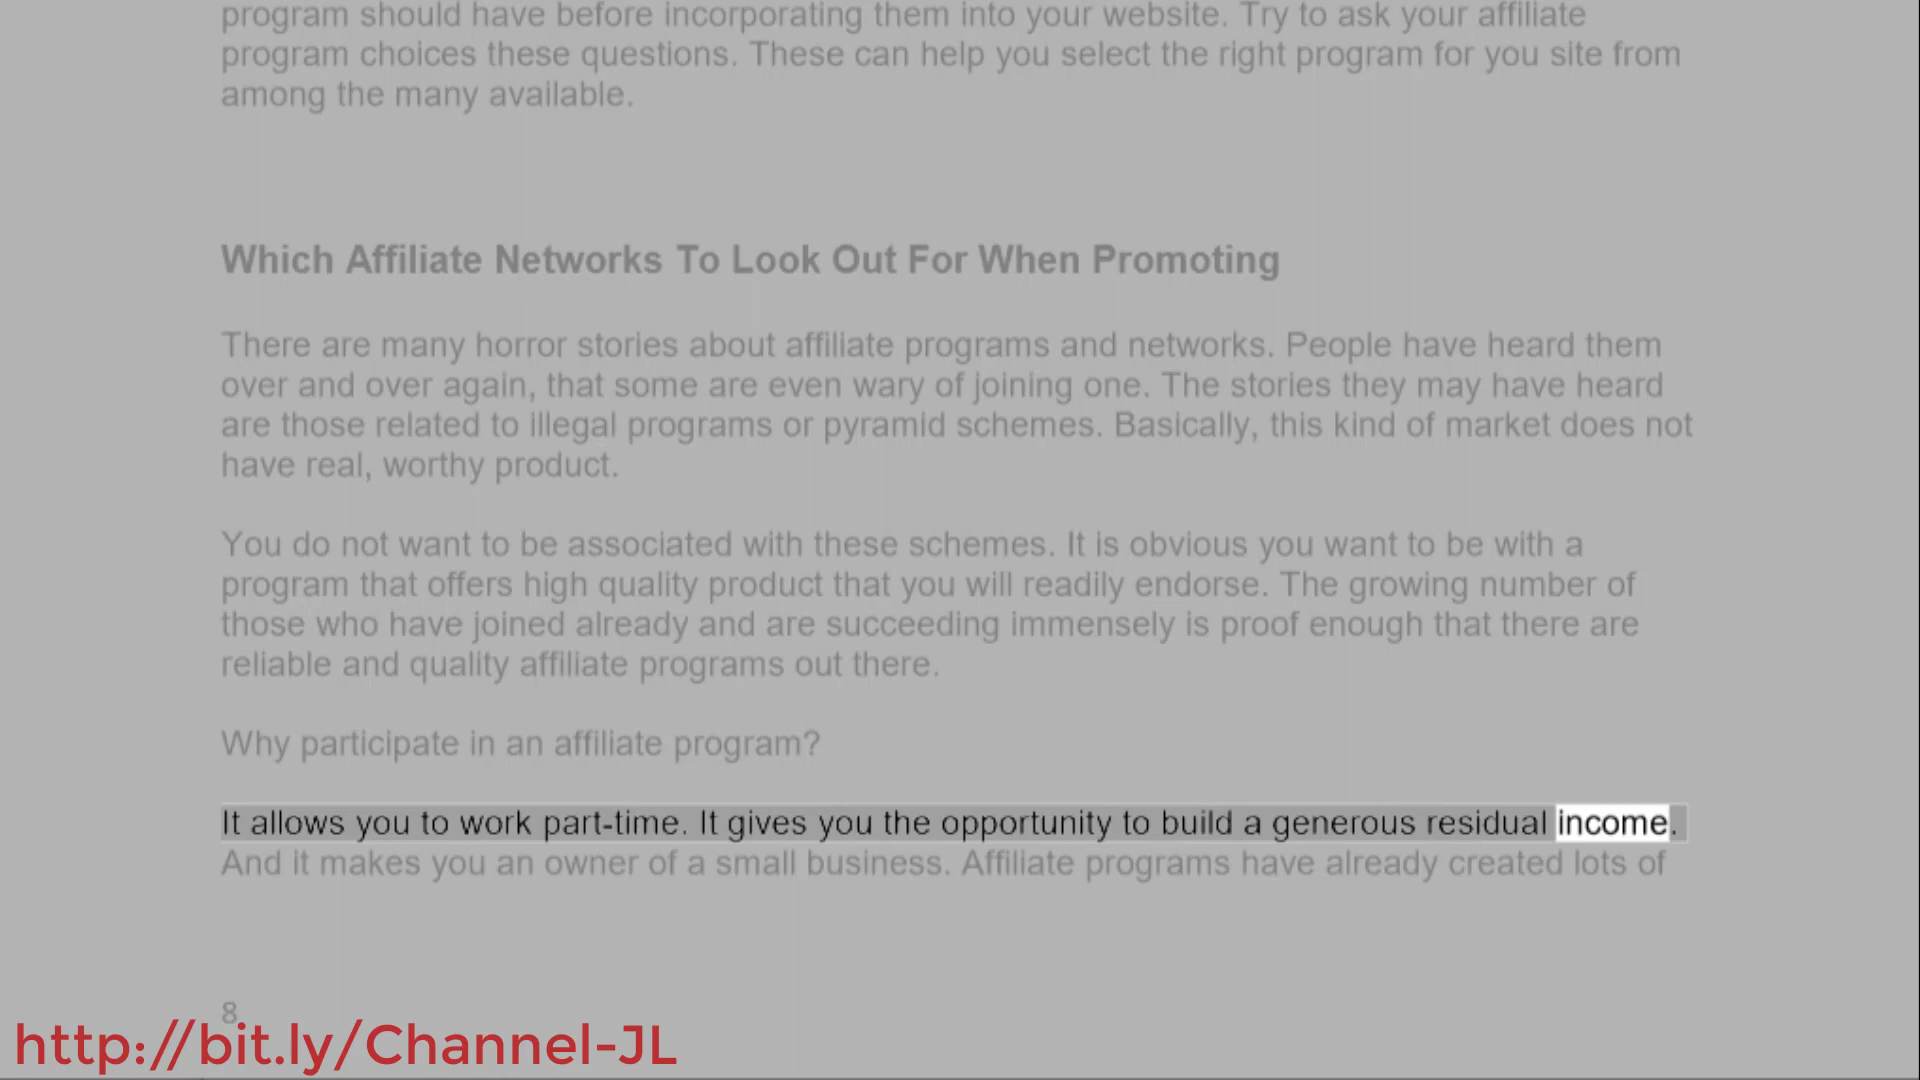 program should have before incorporating them into your website. Try to ask your affiliate
program choices these questions. These can help you select the right program for you site from
among the many available.
Which Affiliate Networks To Look Out For When Promoting
There are many horror stories about affiliate programs and networks. People have heard them
over and over again, that some are even wary of joining one. The stories they may have heard
are those related to illegal programs or pyramid schemes. Basically, this kind of market does not
have real, worthy product.
You do not want to be associated with these schemes. It is obvious you want to be with a
program that offers high quality product that you will readily endorse. The growing number of
those who have joined already and are succeeding immensely is proof enough that there are
reliable and quality affiliate programs out there.
Why participate in an affiliate program?
It allows you to work part-time. It gives you the opportunity to build a generous residual income.
And it makes you an owner of a small business. Affiliate programs have already created lots of
8
http://bit.ly/Channel-JL